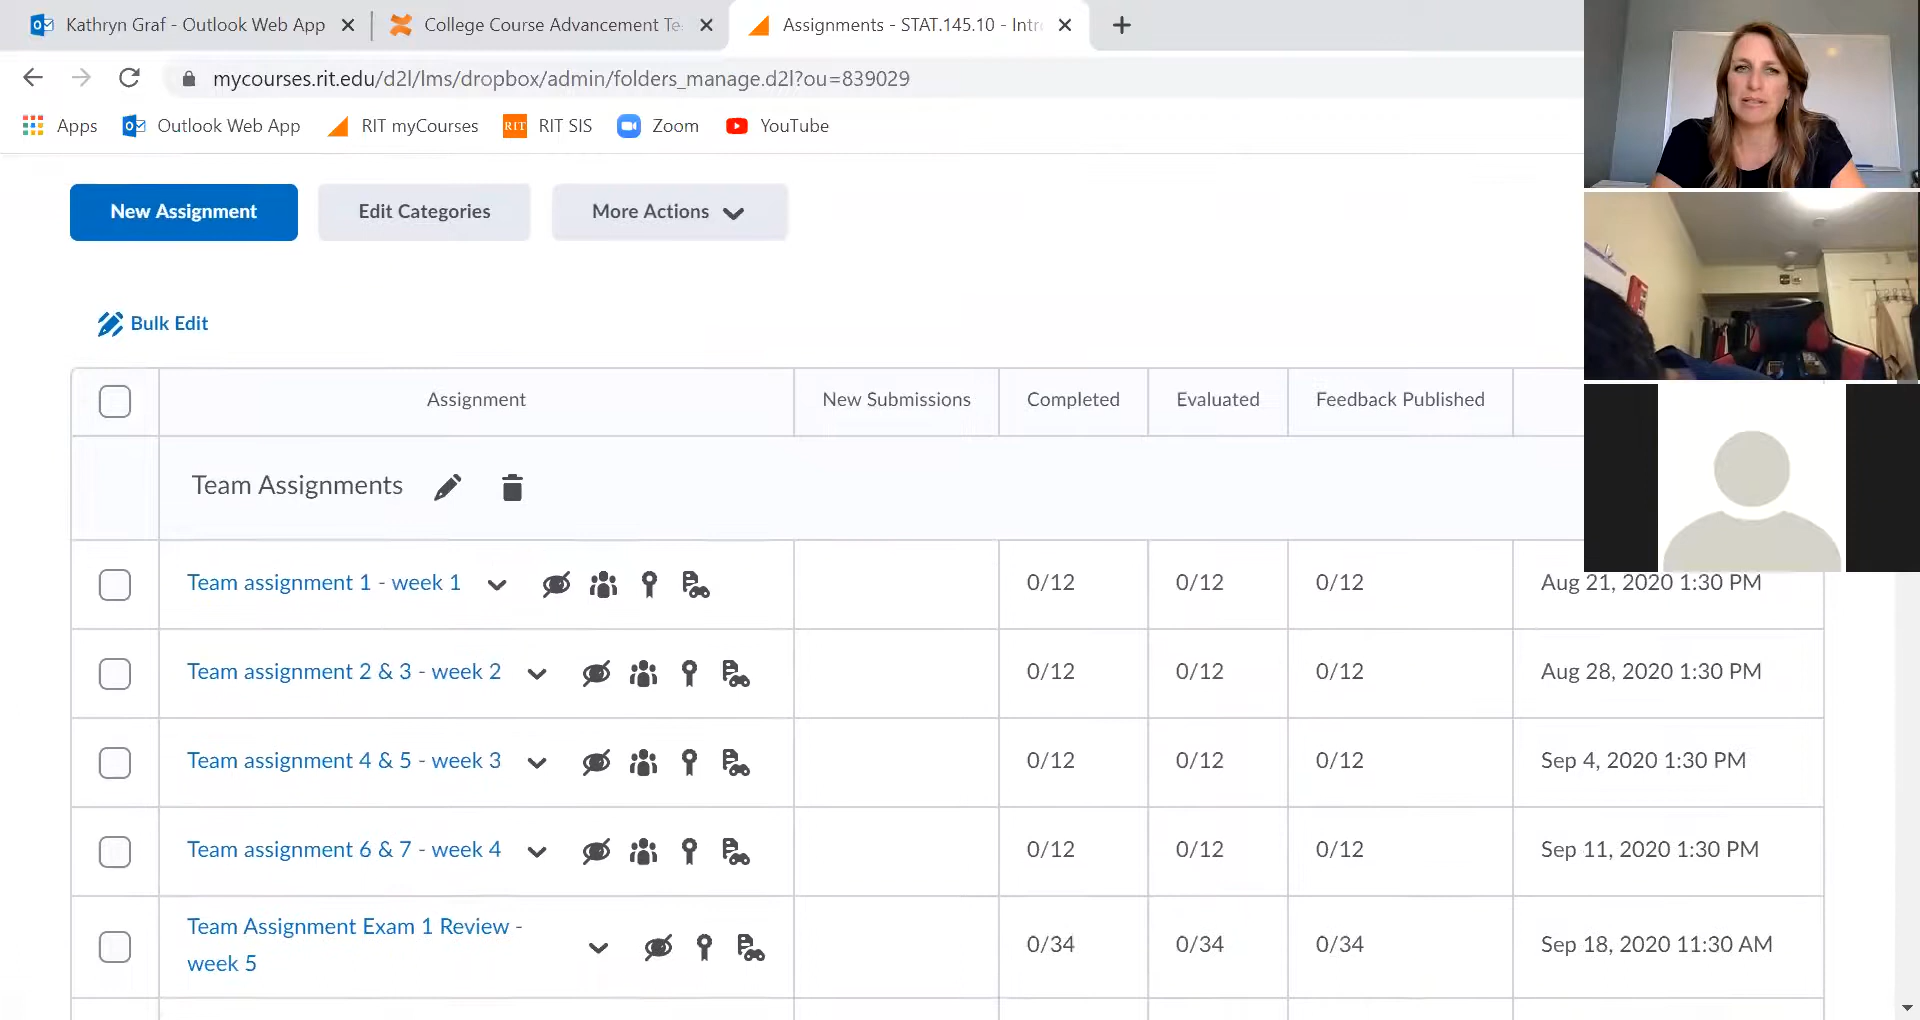 Kathryn Graf - Outlook Web App
College Course Advancement Te
Assignments - STAT.145.10 - Intr
mycourses.rit.edu/d2l/lms/dropbox/admin/folders_manage.d2l?ou=839029
Apps
Outlook Web App
RIT myCourses
RIT
RIT SIS
Zoom
YouTube
New Assignment
Edit Categories
More Actions
Bulk Edit
Assignment
New Submissions
Completed
Evaluated
Feedback Published
Team Assignments
Team assignment 1 - week 1
0/12
0/12
0/12
Aug 21, 2020 1:30 PM
Team assignment 2 & 3 - week 2
0/12
0/12
0/12
Aug 28, 2020 1:30 PM
Team assignment 4 & 5 - week 3
0/12
0/12
0/12
Sep 4, 2020 1:30 PM
Team assignment 6 & 7 - week 4
0/12
0/12
0/12
Sep 11, 2020 1:30 PM
Team Assignment Exam 1 Review -
week 5
0/34
0/34
0/34
Sep 18, 2020 11:30 AM